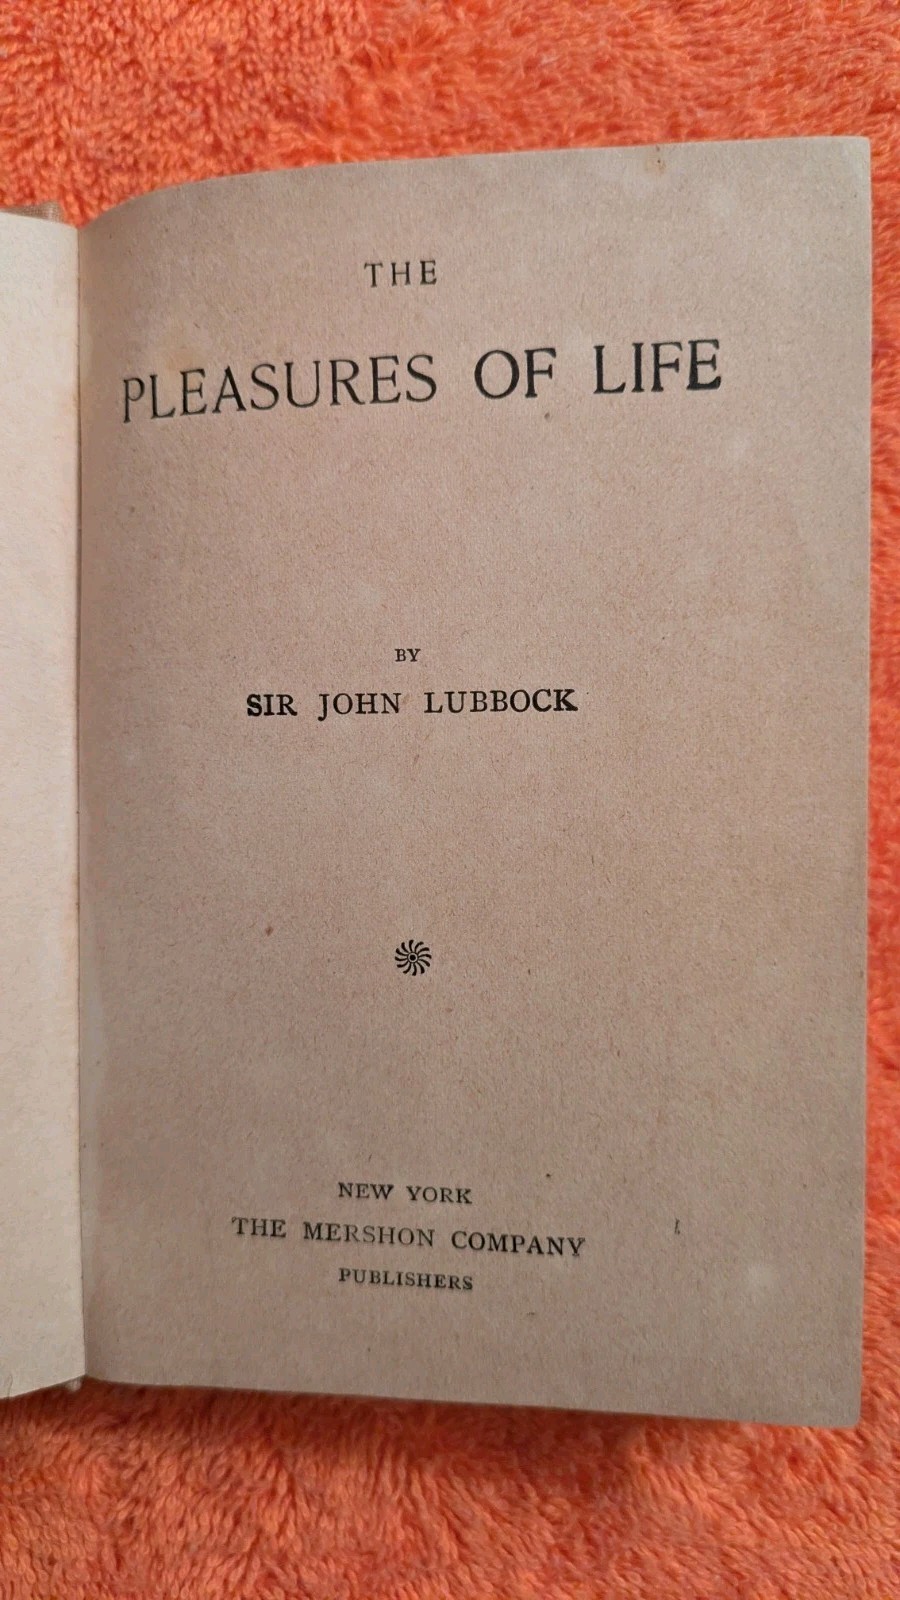 THE
PLEASURES OF LIFE
BY
SIR JOHN LUBBOCK
NEW YORK
THE MERSHON COMPANY
PUBLISHERS